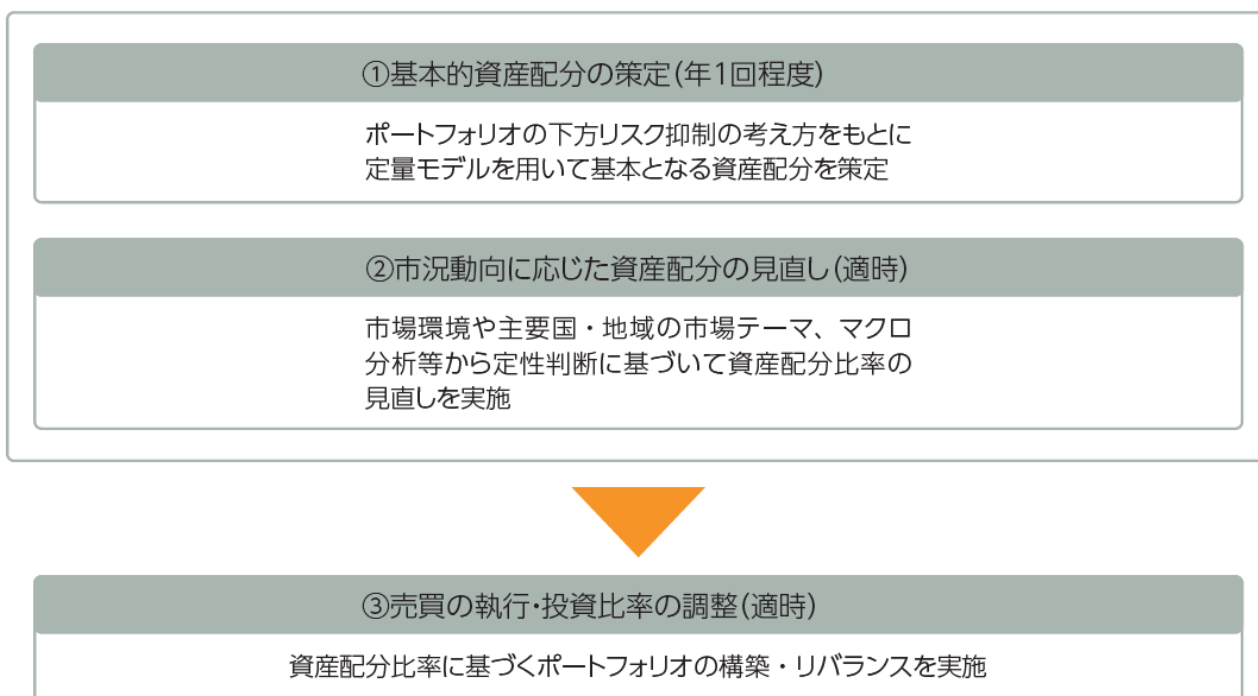 ①基本的資産配分の策定(年1回程度)
ポートフォリオの下方リスク抑制の考え方をもとに
定量モデルを用いて基本となる資産配分を策定
②市況動向に応じた資産配分の見直し(適時)
市場環境や主要国・地域の市場テーマ、マクロ
分析等から定性判断に基づいて資産配分比率の
見直しを実施
③売買の執行・投資比率の調整(適時)
資産配分比率に基づくポートフォリオの構築・リバランスを実施